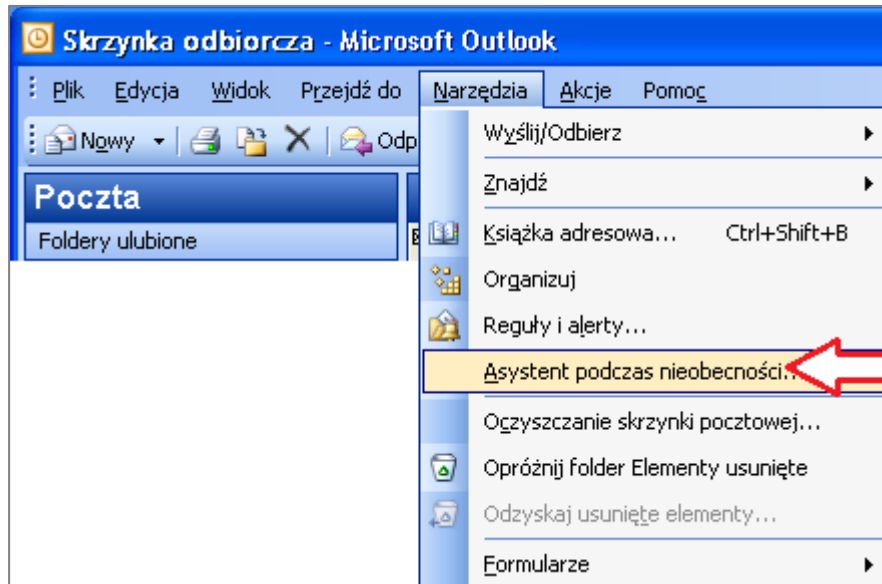 Skrzynka odbiorcza - Microsoft Outlook
Plik Edycja Widok Przejdź do Narzędzia Akcje Pomoc
Nowy Odp
Wyślij/Odbierz
Znajdź
Poczta
Foldery ulubione
Książka adresowa... Ctrl+Shift+B
Organizuj
Reguły i alerty...
Asystent podczas nieobecności..
Oczyszczanie skrzynki pocztowej...
Opróżnij folder Elementy usunięte
Odzyskaj usunięte elementy...
Formularze